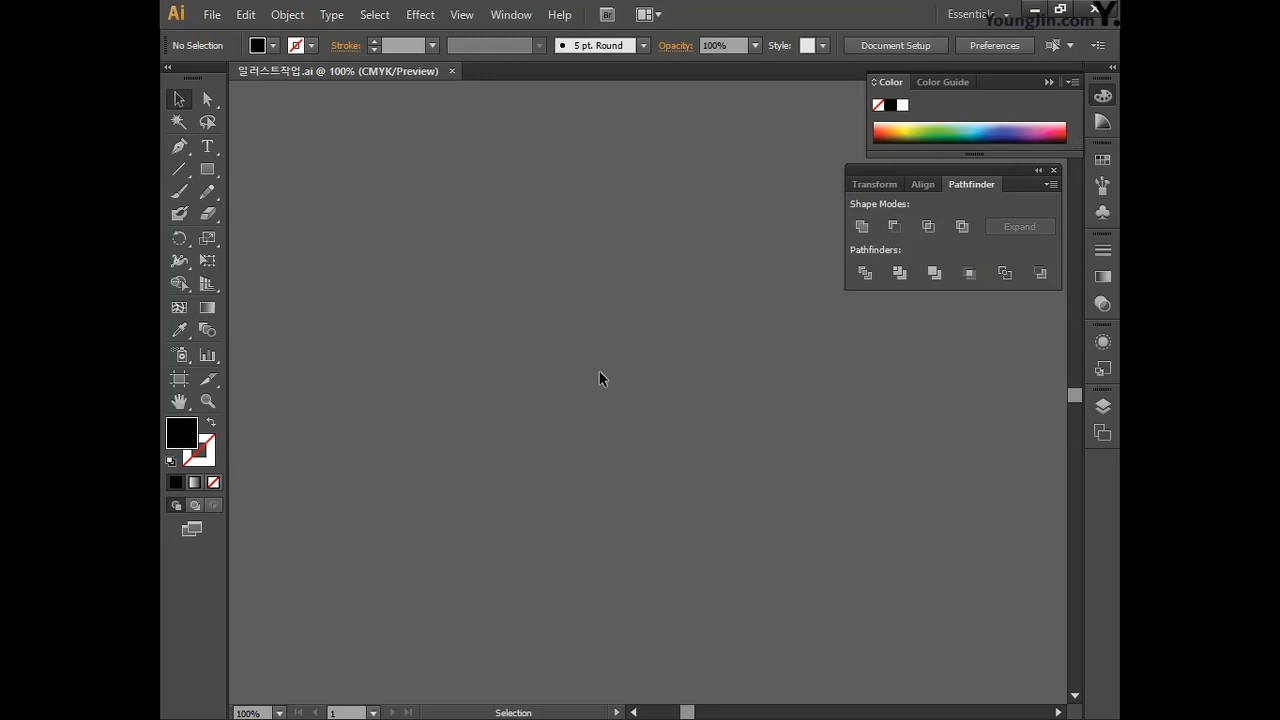 Ai File Edit Object Type Select Effect View Window Help Br Essentials
YoungJin.com Y.
No Selection Stroke: 5 pt. Round Opacity: 100% Style: Document Setup Preferences
일러스트작업.ai @ 100% (CMYK/Preview)
Color Color Guide
Transform Align Pathfinder
Shape Modes:
Expand
Pathfinders:
T
100% 1 Selection